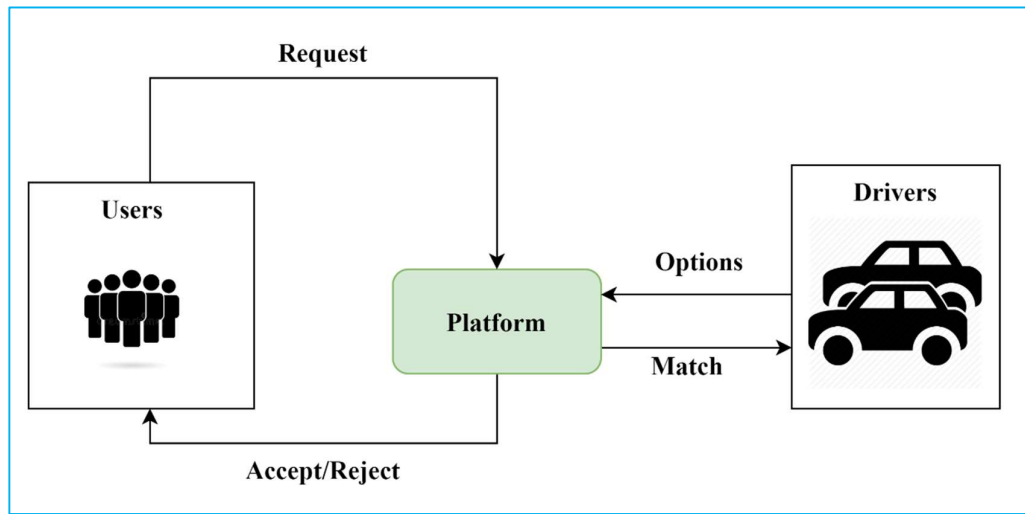 Request
Users
Drivers
Options
Platform
Match
Accept/Reject